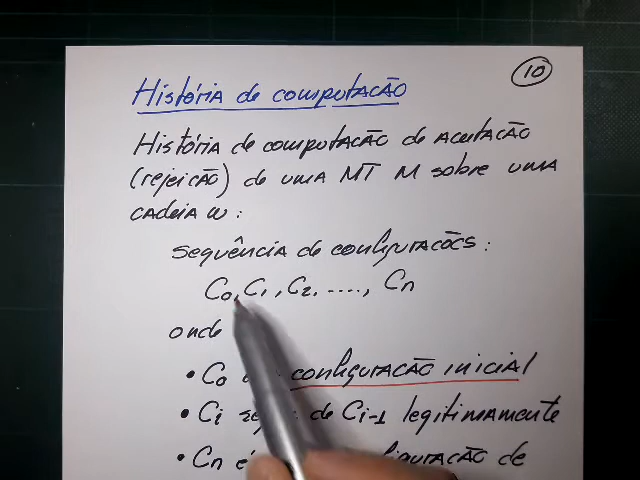 10
História de computação
História de computação de aceitação
(rejeição) de uma MT M sobre uma
cadeia w:
sequência de configurações:
C0, C1, C2, ...., Cn
onde
• C0 configuração inicial
• Ci de Ci-1 legitimamente
• Cn é de